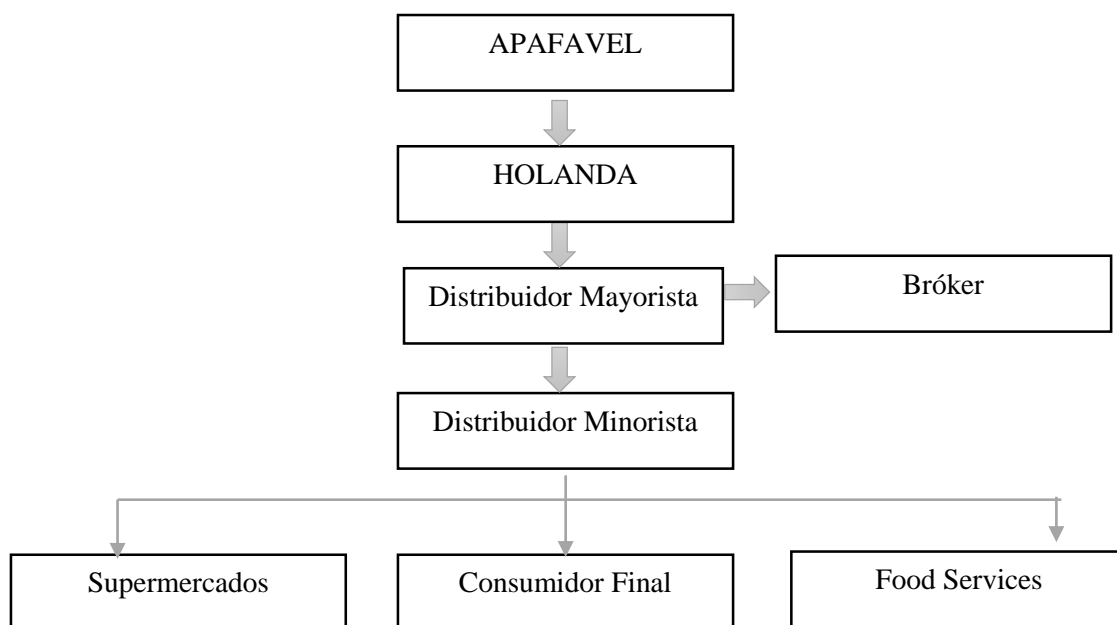 APAFAVEL
HOLANDA
Distribuidor Mayorista
Bróker
Distribuidor Minorista
Supermercados
Consumidor Final
Food Services